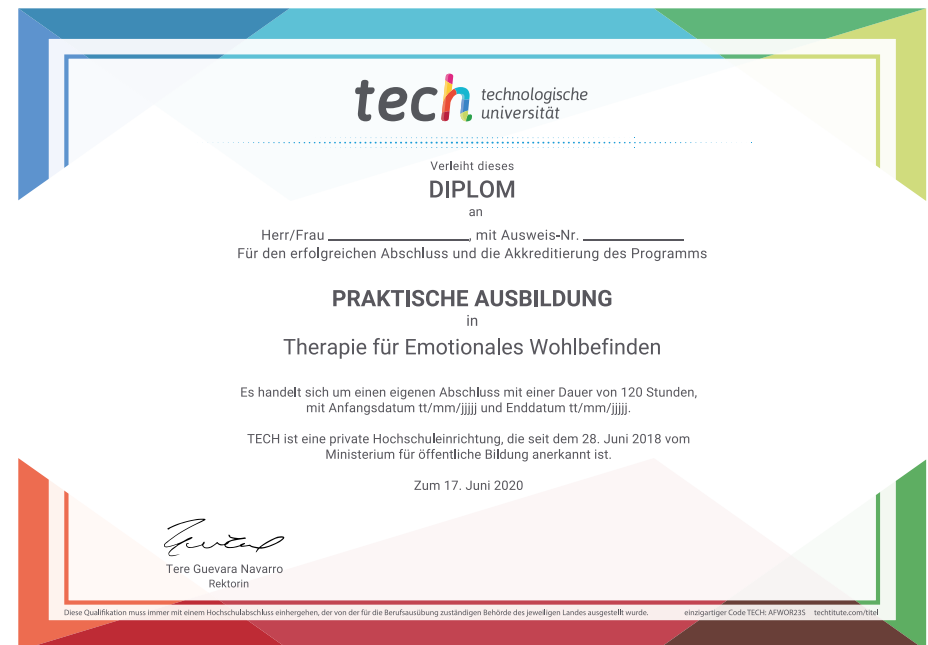 tech technologische
universität
Verleiht dieses
DIPLOM
an
Herr/Frau ____________________, mit Ausweis-Nr. ______________
Für den erfolgreichen Abschluss und die Akkreditierung des Programms
PRAKTISCHE AUSBILDUNG
in
Therapie für Emotionales Wohlbefinden
Es handelt sich um einen eigenen Abschluss mit einer Dauer von 120 Stunden,
mit Anfangsdatum tt/mm/jjjjj und Enddatum tt/mm/jjjjj.
TECH ist eine private Hochschuleinrichtung, die seit dem 28. Juni 2018 vom
Ministerium für öffentliche Bildung anerkannt ist.
Zum 17. Juni 2020
Tere Guevara Navarro
Rektorin
Diese Qualifikation muss immer mit einem Hochschulabschluss einhergehen, der von der für die Berufsausübung zuständigen Behörde des jeweiligen Landes ausgestellt wurde. einzigartiger Code TECH: AFWOR23S techtitute.com/titel